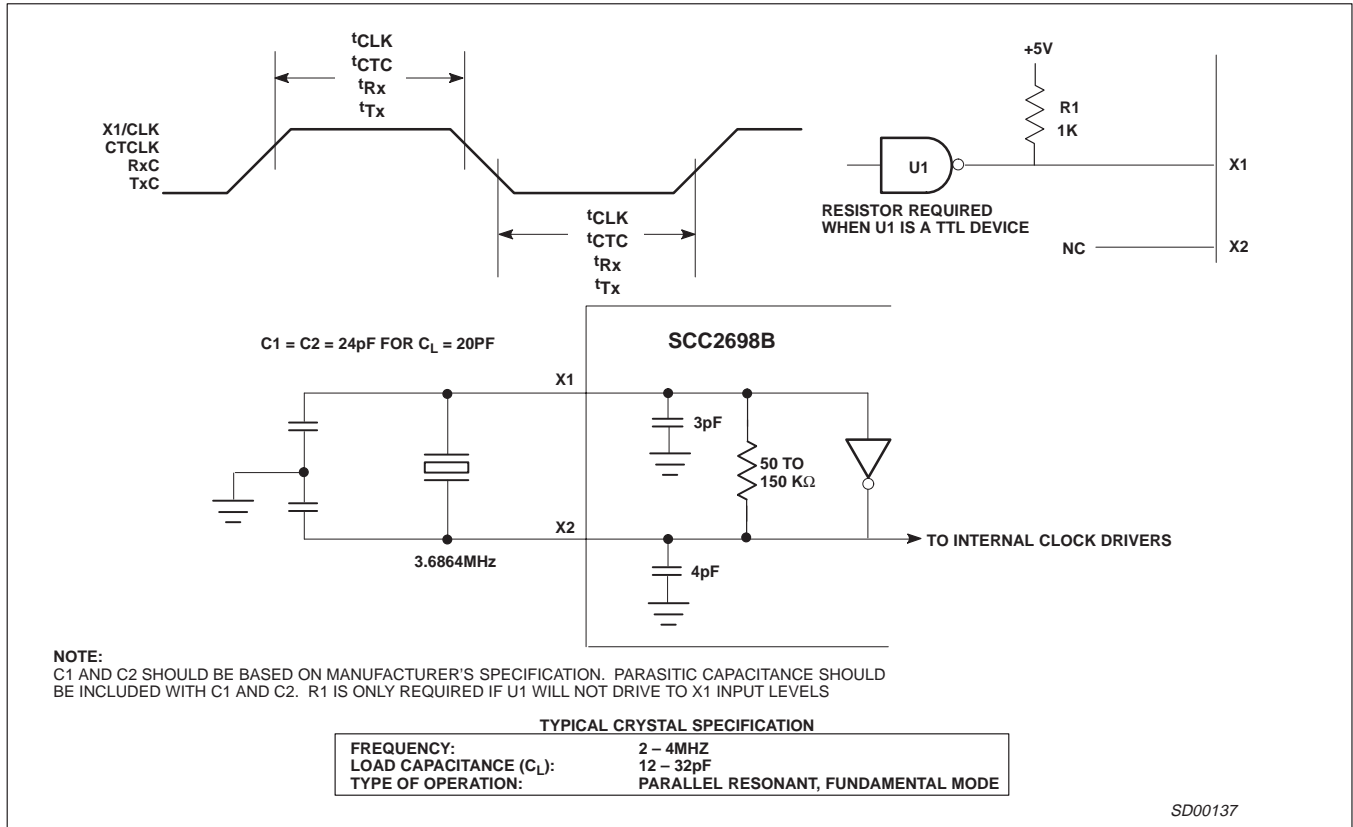 tCLK
tCTC
tRx
tTx
X1/CLK
CTCLK
RxC
TxC
tCLK
tCTC
tRx
tTx
+5V
R1
1K
U1
X1
RESISTOR REQUIRED
WHEN U1 IS A TTL DEVICE
NC
X2
C1 = C2 = 24pF FOR CL = 20PF
SCC2698B
X1
3pF
50 TO
150 KΩ
X2
TO INTERNAL CLOCK DRIVERS
3.6864MHz
4pF
NOTE:
C1 AND C2 SHOULD BE BASED ON MANUFACTURER'S SPECIFICATION. PARASITIC CAPACITANCE SHOULD
BE INCLUDED WITH C1 AND C2. R1 IS ONLY REQUIRED IF U1 WILL NOT DRIVE TO X1 INPUT LEVELS
TYPICAL CRYSTAL SPECIFICATION
FREQUENCY: 2 – 4MHZ
LOAD CAPACITANCE (CL): 12 – 32pF
TYPE OF OPERATION: PARALLEL RESONANT, FUNDAMENTAL MODE
SD00137